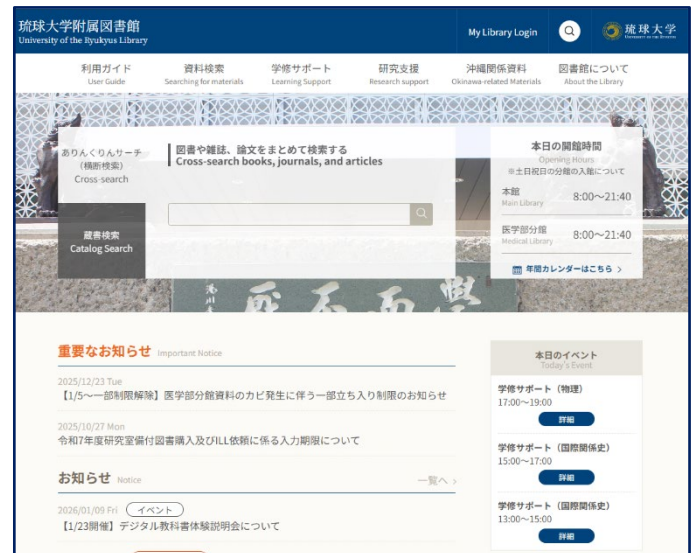 琉球大学附属図書館
University of the Ryukyus Library
My Library Login
琉球大学
利用ガイド
User Guide
資料検索
Searching for materials
学修サポート
Learning Support
研究支援
Research support
沖縄関係資料
Okinawa-related Materials
図書館について
About the Library
ありんくりんサーチ
（横断検索）
Cross-search
図書や雑誌、論文をまとめて検索する
Cross-search books, journals, and articles
蔵書検索
Catalog Search
本日の開館時間
Opening Hours
※土日祝日の分館の入館について
本館
Main Library
8:00～21:40
医学部分館
Medical Library
8:00～21:40
年間カレンダーはこちら >
重要なお知らせ Important Notice
2025/12/23 Tue
【1/5～一部制限解除】医学部分館資料のカビ発生に伴う一部立ち入り制限のお知らせ
2025/10/27 Mon
令和7年度研究室備付図書購入及びILL依頼に係る入力期限について
お知らせ Notice
一覧へ >
2026/01/09 Fri イベント
【1/23開催】デジタル教科書体験説明会について
本日のイベント
Today's Event
学修サポート（物理）
17:00～19:00
詳細
学修サポート（国際関係史）
15:00～17:00
詳細
学修サポート（国際関係史）
13:00～15:00
詳細